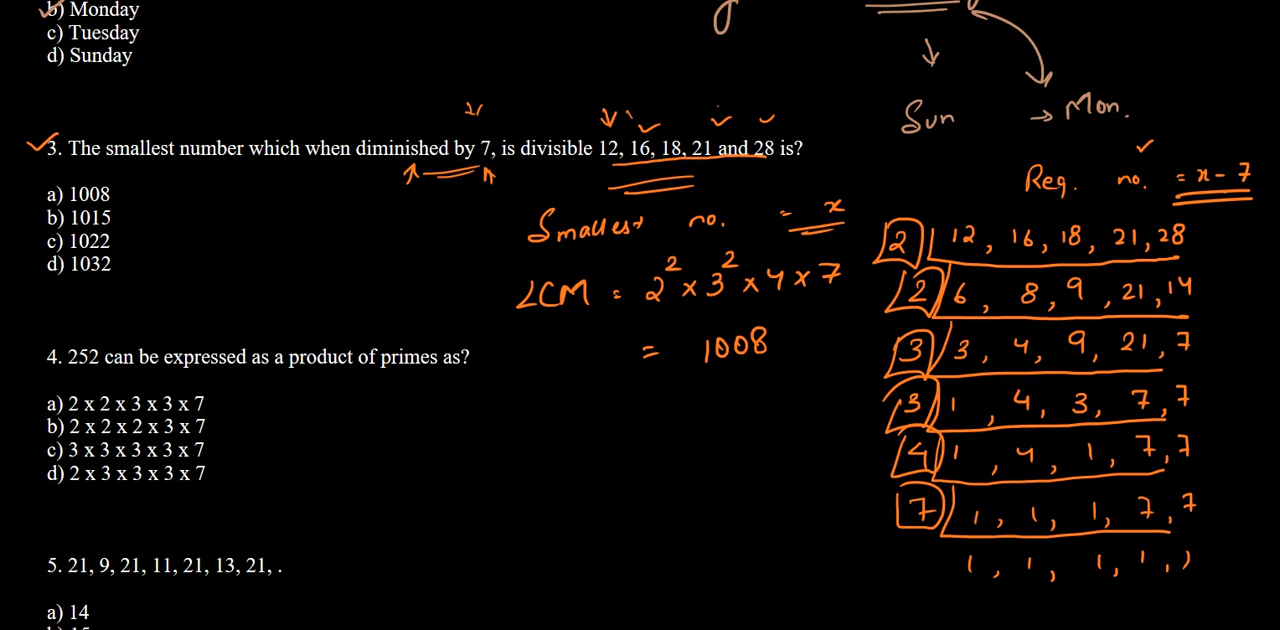 b) Monday
c) Tuesday
d) Sunday
Sun
→ Mon.
3. The smallest number which when diminished by 7, is divisible 12, 16, 18, 21 and 28 is?
a) 1008
b) 1015
c) 1022
d) 1032
Smallest no. = x
LCM = 2² × 3² × 4 × 7
= 1008
Req. no. = x - 7
2 | 12, 16, 18, 21, 28
2 | 6, 8, 9, 21, 14
3 | 3, 4, 9, 21, 7
3 | 1, 4, 3, 7, 7
4 | 1, 4, 1, 7, 7
7 | 1, 1, 1, 7, 7
1, 1, 1, 1, 1
4. 252 can be expressed as a product of primes as?
a) 2 x 2 x 3 x 3 x 7
b) 2 x 2 x 2 x 3 x 7
c) 3 x 3 x 3 x 3 x 7
d) 2 x 3 x 3 x 3 x 7
5. 21, 9, 21, 11, 21, 13, 21, .
a) 14